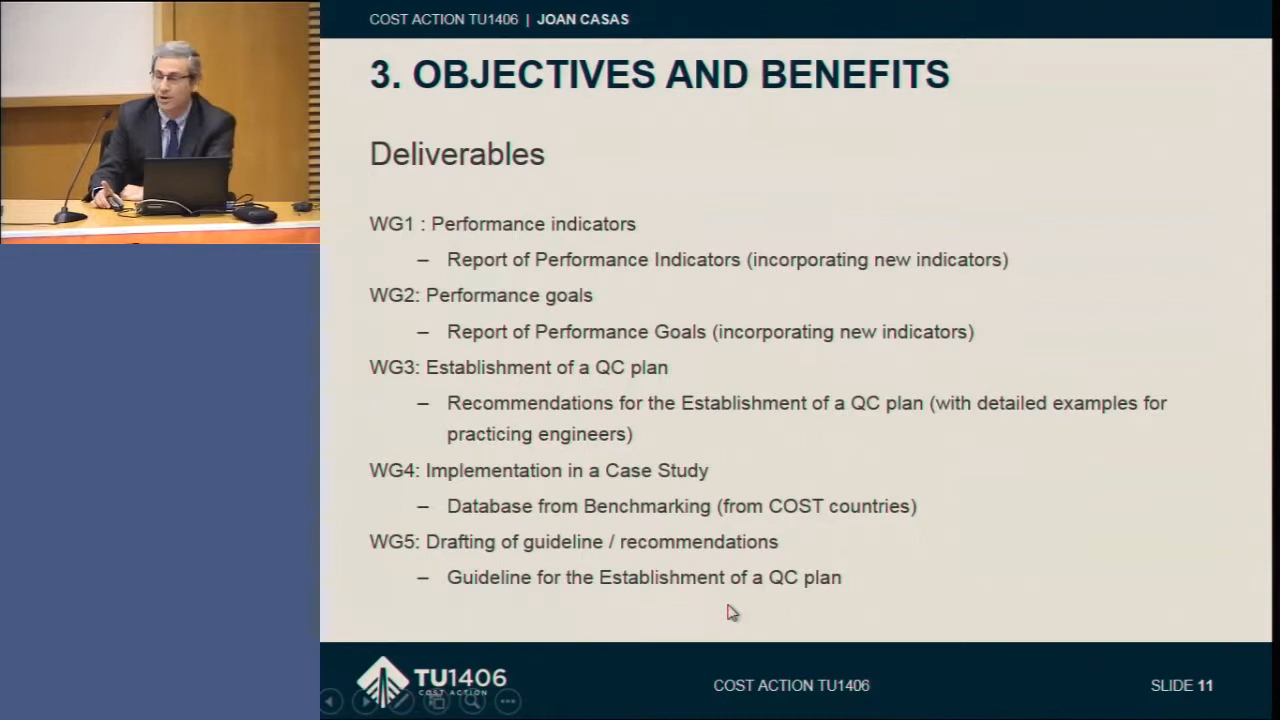 COST ACTION TU1406 | JOAN CASAS
3. OBJECTIVES AND BENEFITS
Deliverables
WG1 : Performance indicators
– Report of Performance Indicators (incorporating new indicators)
WG2: Performance goals
– Report of Performance Goals (incorporating new indicators)
WG3: Establishment of a QC plan
– Recommendations for the Establishment of a QC plan (with detailed examples for
practicing engineers)
WG4: Implementation in a Case Study
– Database from Benchmarking (from COST countries)
WG5: Drafting of guideline / recommendations
– Guideline for the Establishment of a QC plan
TU1406
COST ACTION
COST ACTION TU1406
SLIDE 11